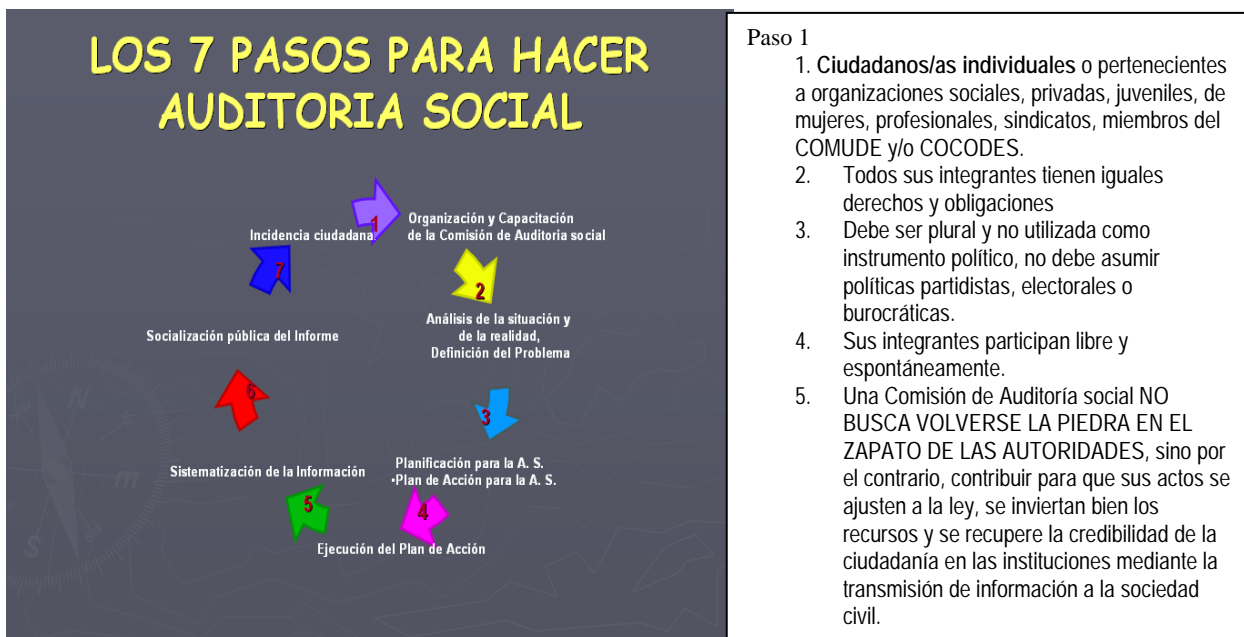 LOS 7 PASOS PARA HACER
AUDITORIA SOCIAL
1
Organización y Capacitación
de la Comisión de Auditoria social
2
Análisis de la situación y
de la realidad,
Definición del Problema
3
Planificación para la A. S.
•Plan de Acción para la A. S.
4
Ejecución del Plan de Acción
5
Sistematización de la Información
6
Socialización pública del Informe
7
Incidencia ciudadana
Paso 1
1. Ciudadanos/as individuales o pertenecientes
a organizaciones sociales, privadas, juveniles, de
mujeres, profesionales, sindicatos, miembros del
COMUDE y/o COCODES.
2. Todos sus integrantes tienen iguales
derechos y obligaciones
3. Debe ser plural y no utilizada como
instrumento político, no debe asumir
políticas partidistas, electorales o
burocráticas.
4. Sus integrantes participan libre y
espontáneamente.
5. Una Comisión de Auditoría social NO
BUSCA VOLVERSE LA PIEDRA EN EL
ZAPATO DE LAS AUTORIDADES, sino por
el contrario, contribuir para que sus actos se
ajusten a la ley, se inviertan bien los
recursos y se recupere la credibilidad de la
ciudadanía en las instituciones mediante la
transmisión de información a la sociedad
civil.
N
E
S